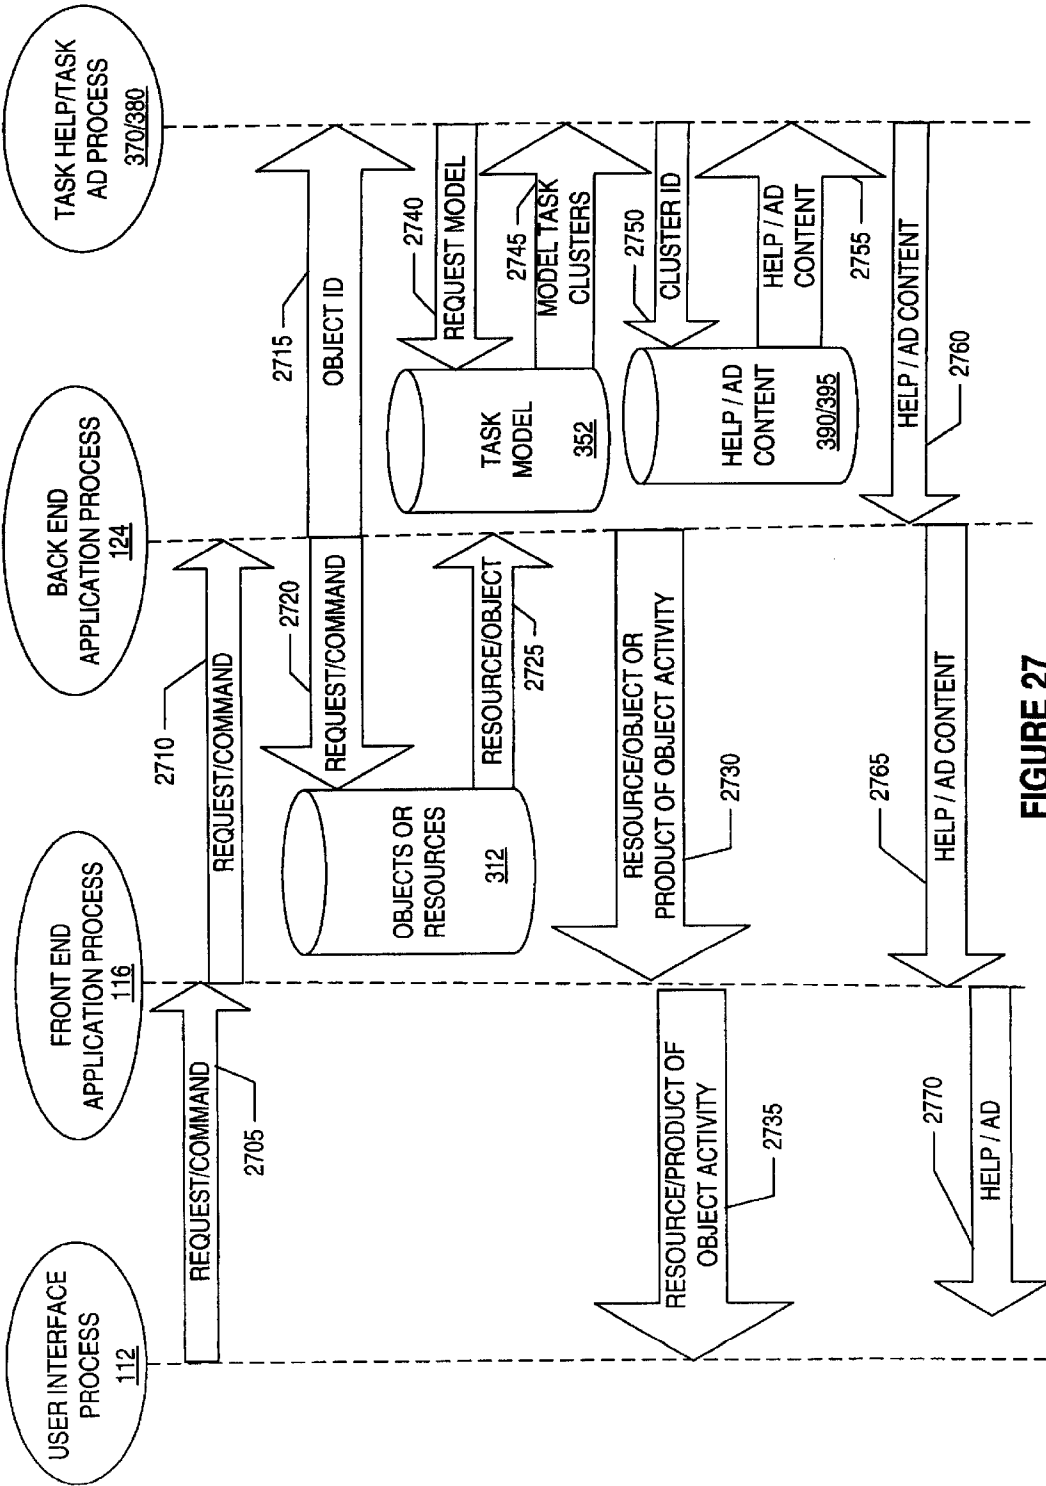 USER INTERFACE
PROCESS
112
FRONT END
APPLICATION PROCESS
116
BACK END
APPLICATION PROCESS
124
TASK HELP/TASK
AD PROCESS
370/380
REQUEST/COMMAND
2705
REQUEST/COMMAND
2710
2715
OBJECT ID
2720
REQUEST/COMMAND
OBJECTS OR
RESOURCES
312
RESOURCE/OBJECT
2725
2740
REQUEST MODEL
TASK
MODEL
352
2745
MODEL TASK
CLUSTERS
2750
CLUSTER ID
HELP / AD
CONTENT
390/395
HELP / AD
CONTENT
2755
RESOURCE/OBJECT OR
PRODUCT OF OBJECT ACTIVITY
2730
RESOURCE/PRODUCT OF
OBJECT ACTIVITY
2735
HELP / AD CONTENT
2760
2765
HELP / AD CONTENT
2770
HELP / AD
FIGURE 27